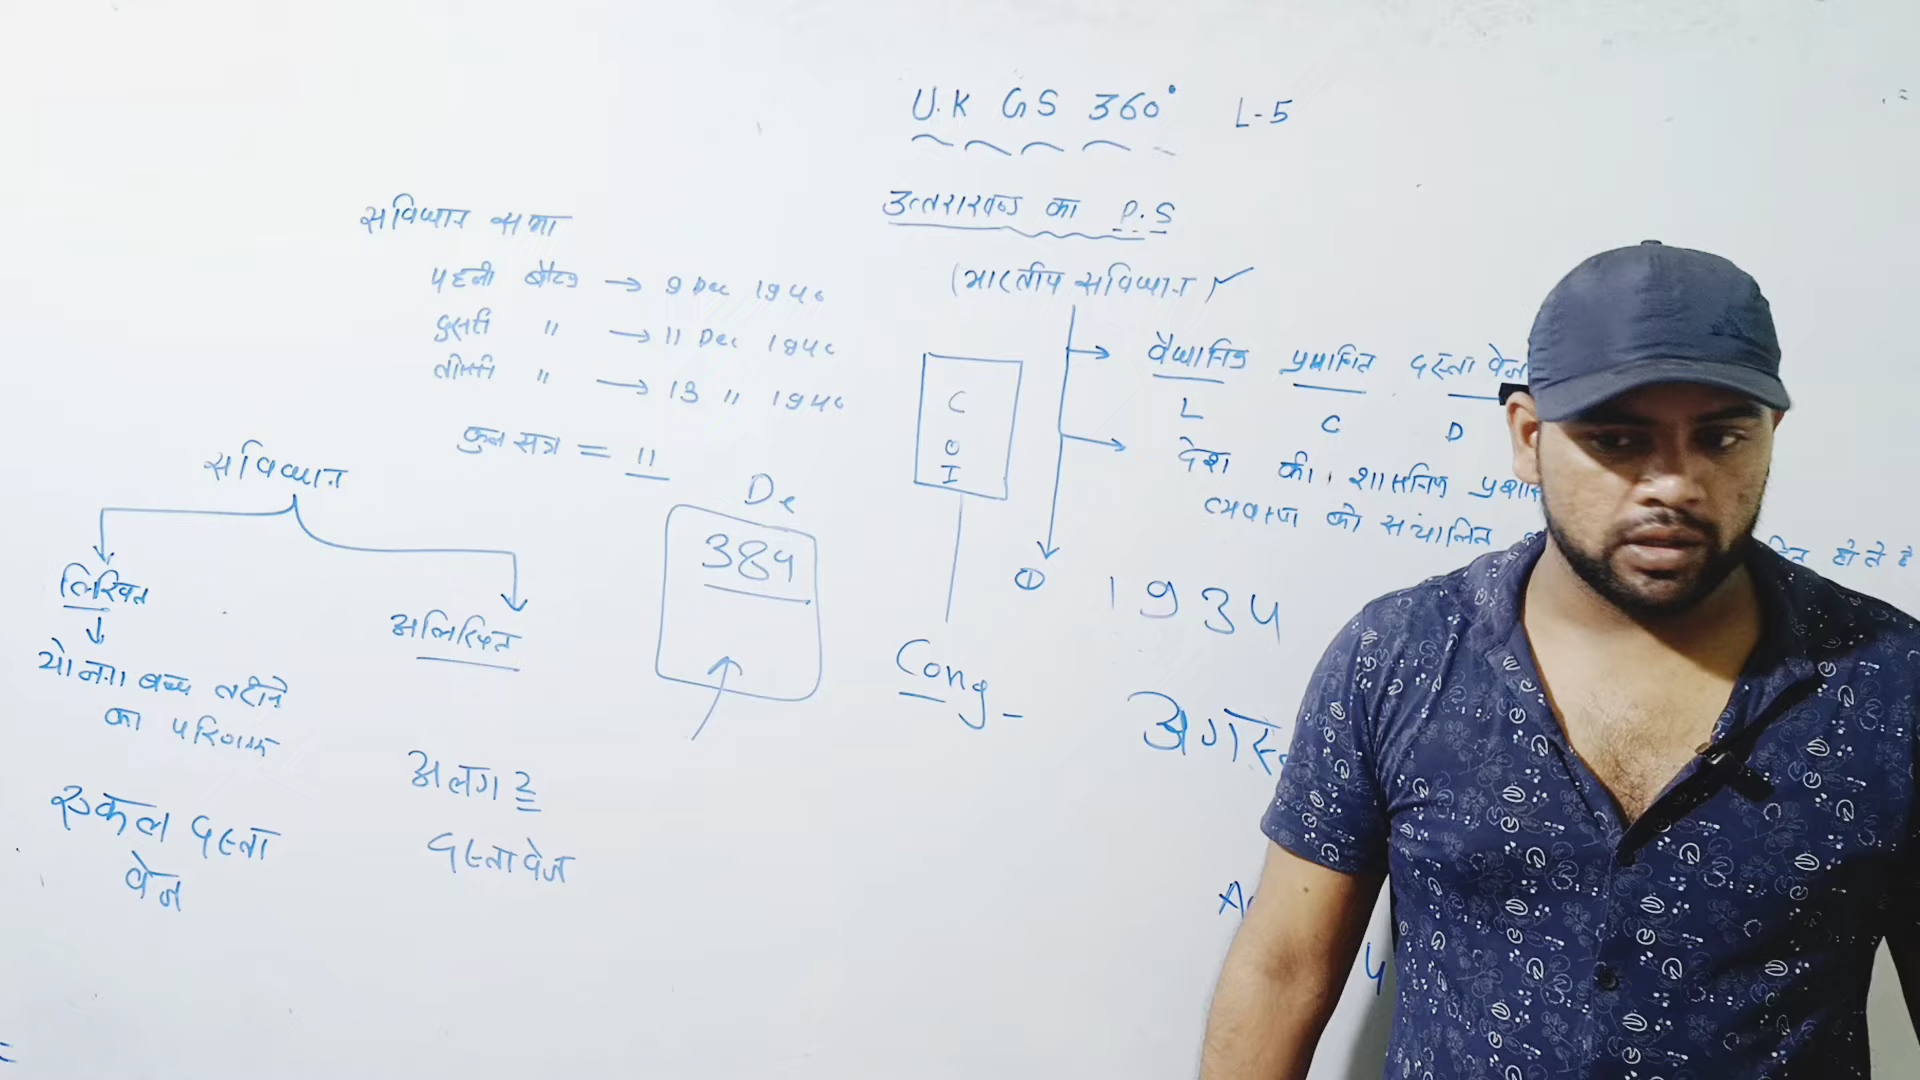 U.K GS 360° L-5
उत्तराखण्ड का P.S
(भारतीय संविधान)
वैधानिक प्रमाणित दस्तावेज
L C D
देश की शासनिक
व्यवस्था को संचालित
होते है
C
O
I
Cong
① 1934
संविधान सभा
पहली बैठक → 9 Dec 1946
दुसरी " → 11 Dec 1946
तीसरी " → 13 " 1946
कुल सत्र = 11
De
384
संविधान
लिखित
अलिखित
योजना बद्ध तरीके
का परिणाम
एकल दस्ता
वेज
अलग 2
दस्तावेज